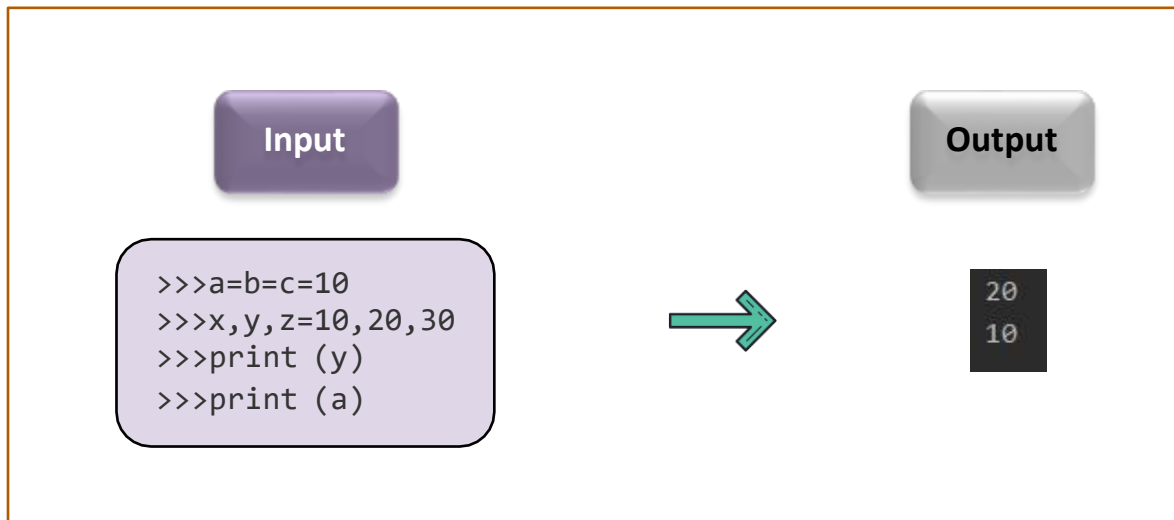 Input
Output
>>>a=b=c=10
>>>x,y,z=10,20,30
>>>print (y)
>>>print (a)
20
10